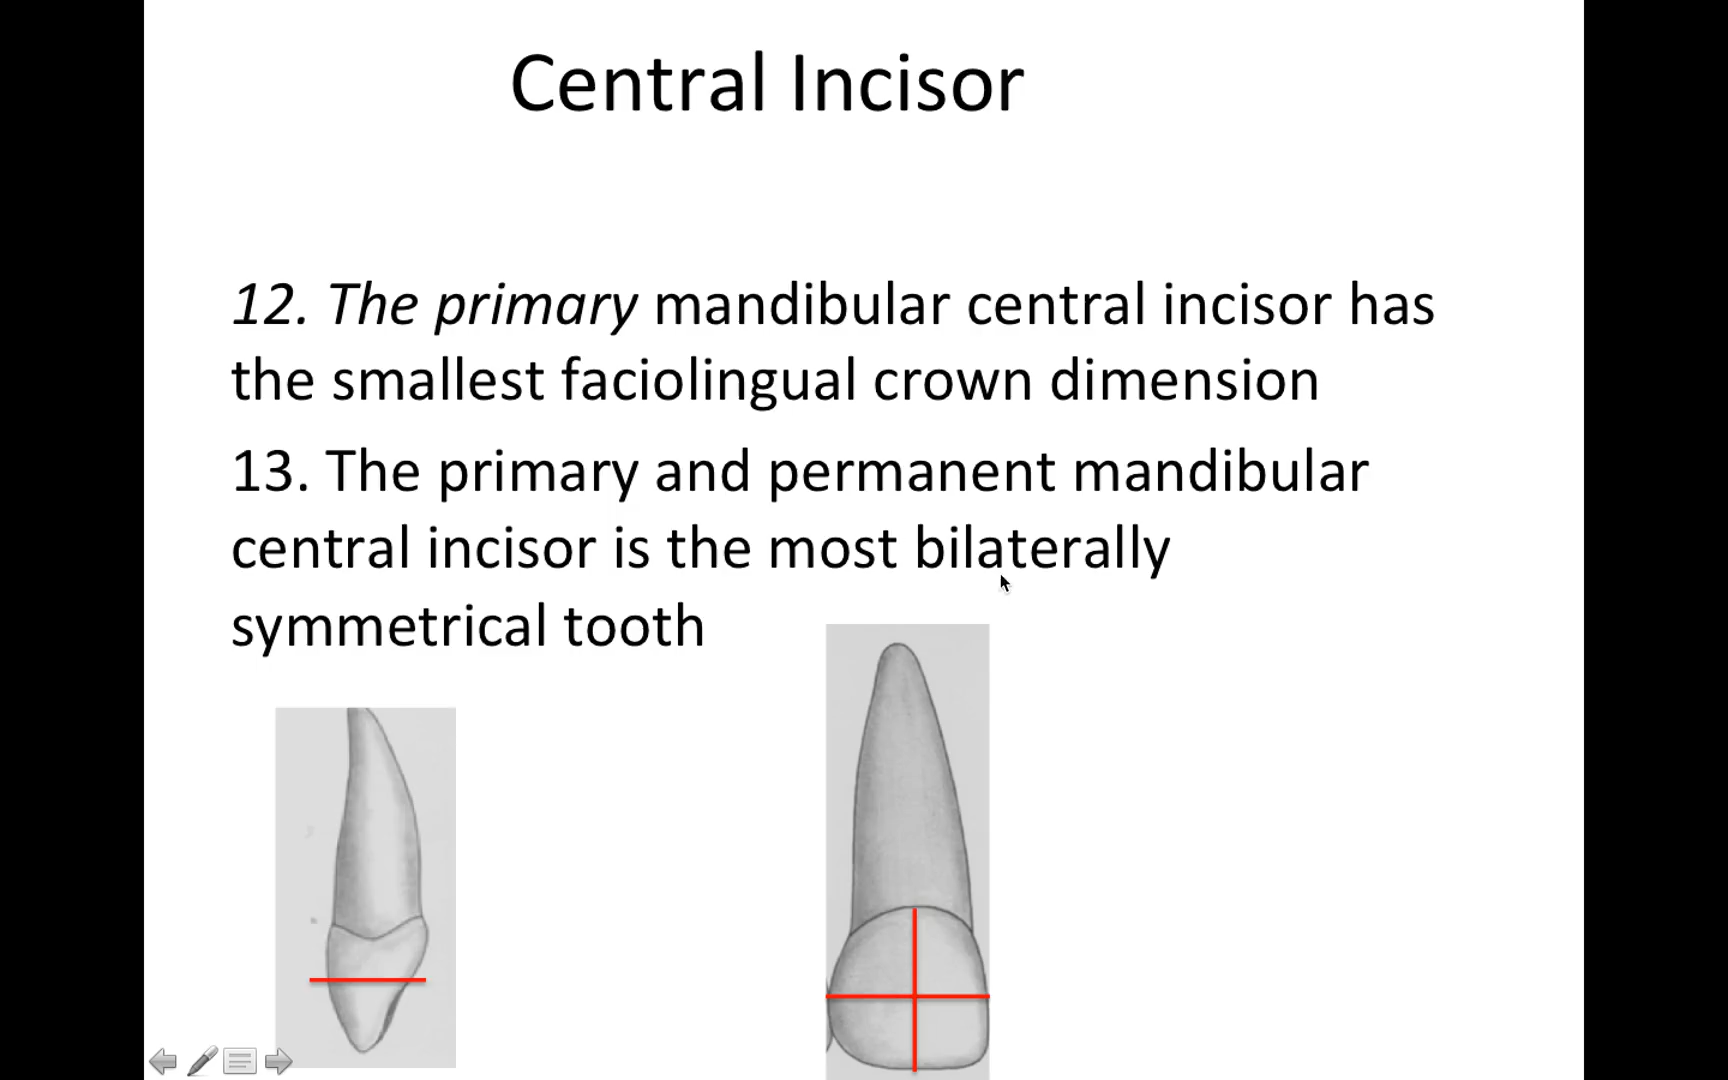 Central Incisor
12. The primary mandibular central incisor has
the smallest faciolingual crown dimension
13. The primary and permanent mandibular
central incisor is the most bilaterally
symmetrical tooth